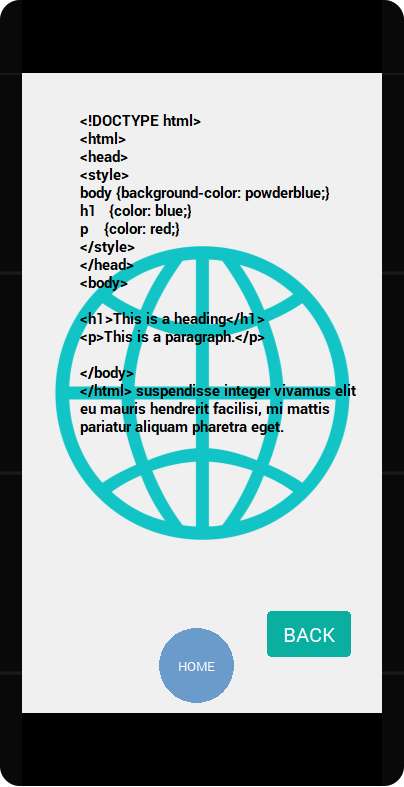 <!DOCTYPE html>
<html>
<head>
<style>
body {background-color: powderblue;}
h1   {color: blue;}
p    {color: red;}
</style>
</head>
<body>

<h1>This is a heading</h1>
<p>This is a paragraph.</p>

</body>
</html> suspendisse integer vivamus elit
eu mauris hendrerit facilisi, mi mattis
pariatur aliquam pharetra eget.
BACK
HOME